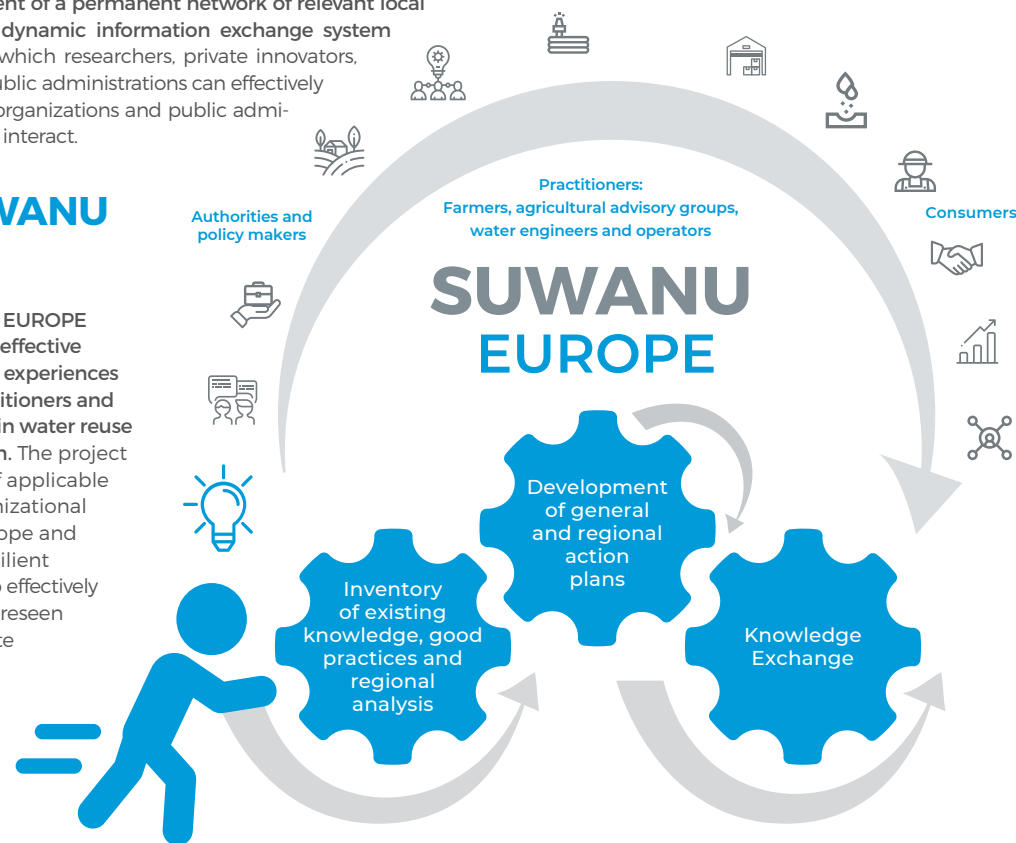 ent of a permanent network of relevant local
dynamic information exchange system
which researchers, private innovators,
ublic administrations can effectively
organizations and public admi-
interact.
WANU
EUROPE
effective
experiences
itioners and
in water reuse
n. The project
f applicable
nizational
ope and
ilient
o effectively
reseen
te
Authorities and
policy makers
Practitioners:
Farmers, agricultural advisory groups,
water engineers and operators
Consumers
SUWANU
EUROPE
Inventory
of existing
knowledge, good
practices and
regional
analysis
Development
of general
and regional
action
plans
Knowledge
Exchange